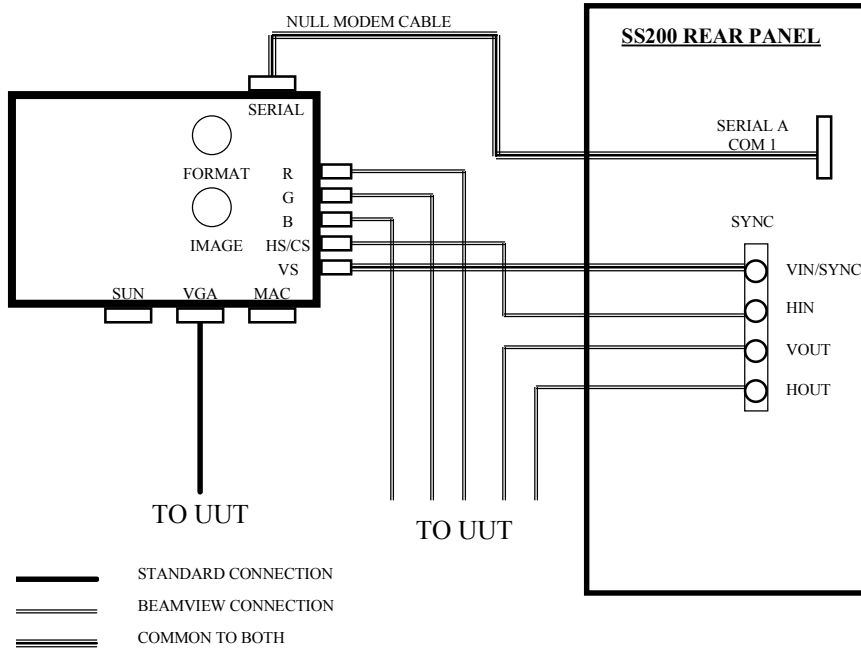 NULL MODEM CABLE
SS200 REAR PANEL
SERIAL
SERIAL A
COM 1
FORMAT
R
G
B
IMAGE
HS/CS
VS
SYNC
VIN/SYNC
HIN
VOUT
HOUT
SUN
VGA
MAC
TO UUT
TO UUT
STANDARD CONNECTION
BEAMVIEW CONNECTION
COMMON TO BOTH